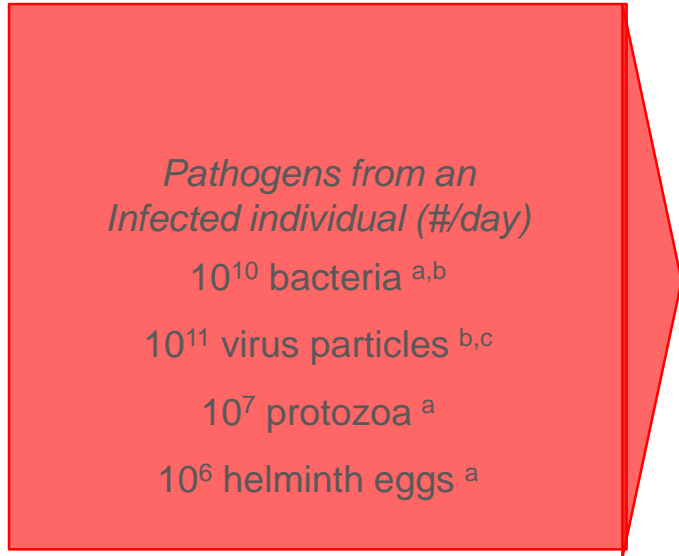 Pathogens from an
Infected individual (#/day)
10¹⁰ bacteria ᵃ,ᵇ
10¹¹ virus particles ᵇ,ᶜ
10⁷ protozoa ᵃ
10⁶ helminth eggs ᵃ